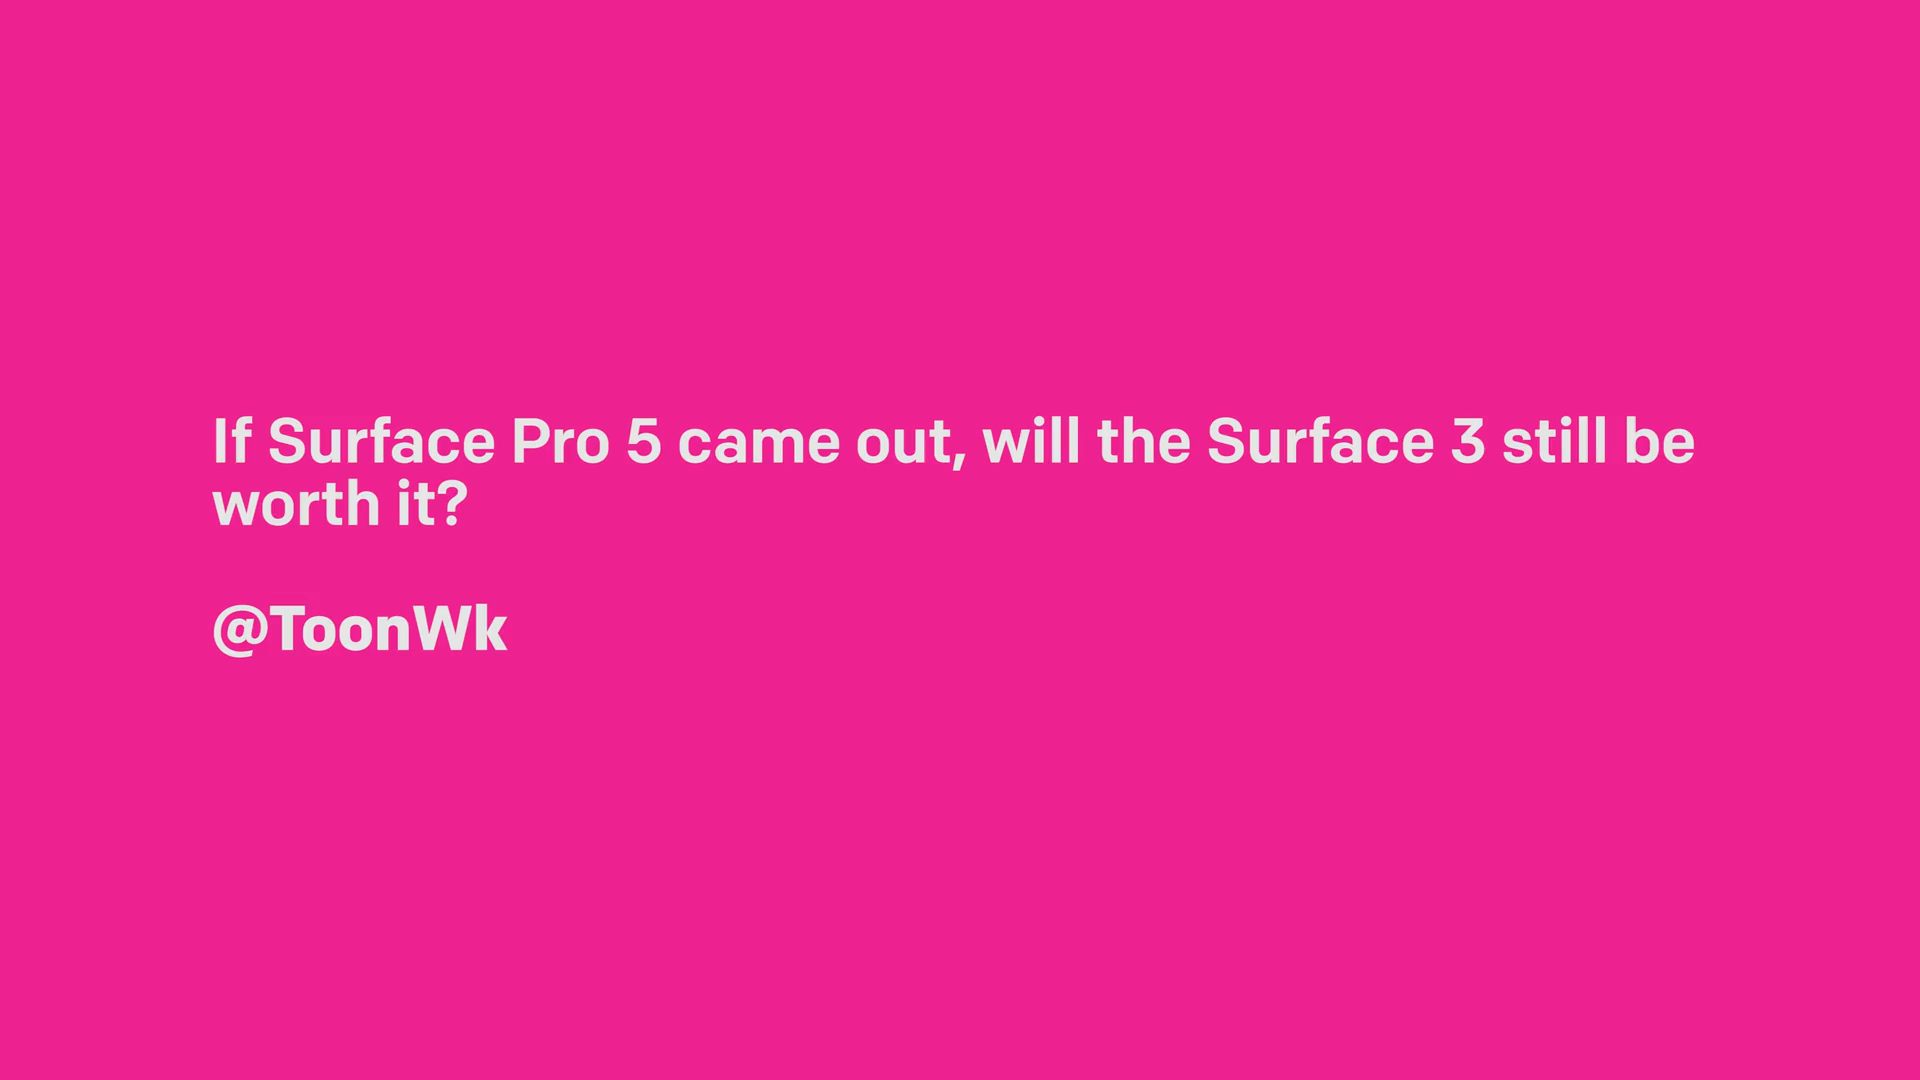 If Surface Pro 5 came out, will the Surface 3 still be
worth it?
@ToonWk